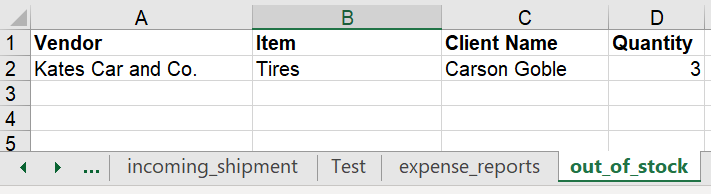 A B C D
1 Vendor Item Client Name Quantity
2 Kates Car and Co. Tires Carson Goble 3
3
4
5
... incoming_shipment Test expense_reports out_of_stock